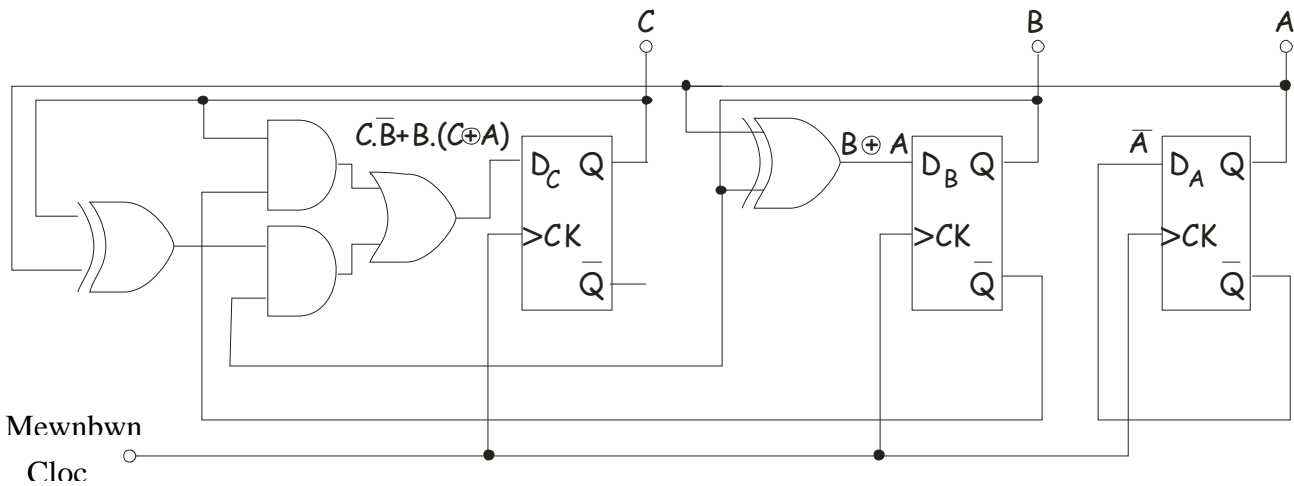 C B A
C.B̅+B.(C⊕A)
B⊕ A
A̅
D_C Q
D_B Q
D_A Q
>CK
>CK
>CK
Q̅
Q̅
Q̅
Mewnbwn
Cloc